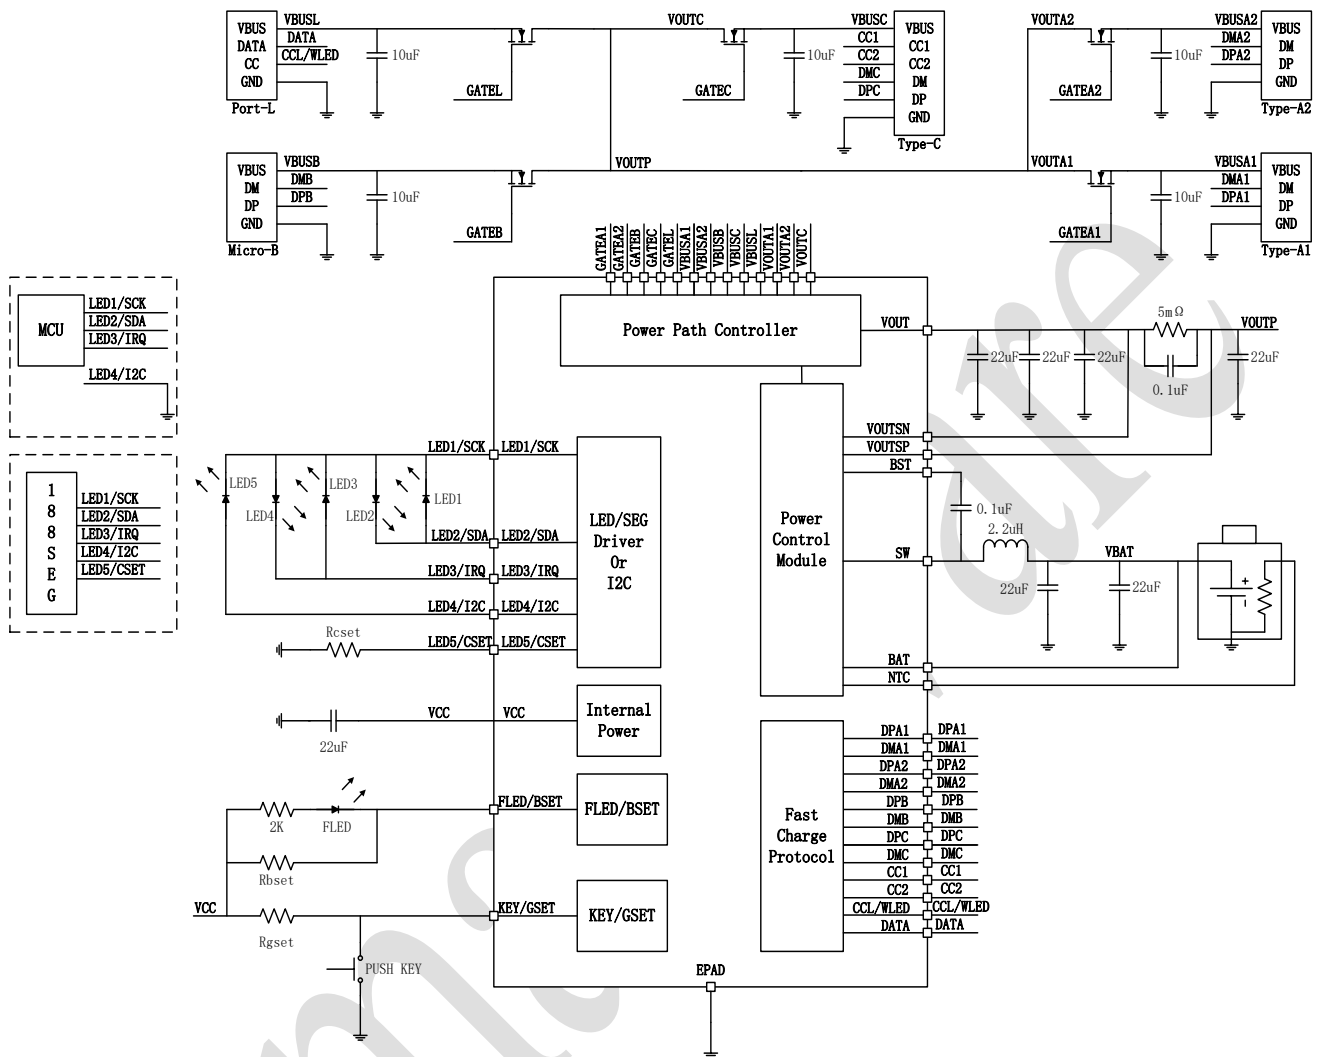 VBUSL
VBUS
DATA
DATA
CCL/WLED
CC
GND
Port-L
10uF
GATEL
VOUTC
GATEC
10uF
VBUSC
VBUS
CC1
CC1
CC2
CC2
DMC
DM
DPC
DP
GND
Type-C
VOUTA2
GATEA2
10uF
VBUSA2
VBUS
DMA2
DM
DPA2
DP
GND
Type-A2
VBUSB
VBUS
DMB
DM
DPB
DP
GND
Micro-B
10uF
GATEB
VOUTP
VOUTA1
GATEA1
10uF
VBUSA1
VBUS
DMA1
DM
DPA1
DP
GND
Type-A1
GATEA1
GATEA2
GATEB
GATEC
GATEL
VBUSA1
VBUSA2
VBUSB
VBUSC
VBUSL
VOUTA1
VOUTA2
VOUTC
MCU
LED1/SCK
LED2/SDA
LED3/IRQ
LED4/I2C
1
8
8
S
E
G
LED1/SCK
LED2/SDA
LED3/IRQ
LED4/I2C
LED5/CSET
Power Path Controller
VOUT
22uF
22uF
22uF
5mΩ
0.1uF
VOUTP
22uF
VOUTSN
VOUTSP
BST
0.1uF
2.2uH
SW
VBAT
22uF
22uF
BAT
NTC
Power
Control
Module
LED5
LED4
LED3
LED2
LED1
LED1/SCK
LED1/SCK
LED2/SDA
LED2/SDA
LED3/IRQ
LED3/IRQ
LED4/I2C
LED4/I2C
LED5/CSET
LED5/CSET
LED/SEG
Driver
Or
I2C
Rcset
22uF
VCC
VCC
Internal
Power
2K
FLED
Rbset
FLED/BSET
FLED/BSET
VCC
Rgset
KEY/GSET
KEY/GSET
PUSH KEY
EPAD
Fast
Charge
Protocol
DPA1
DPA1
DMA1
DMA1
DPA2
DPA2
DMA2
DMA2
DPB
DPB
DMB
DMB
DPC
DPC
DMC
DMC
CC1
CC1
CC2
CC2
CCL/WLED
CCL/WLED
DATA
DATA
+
-